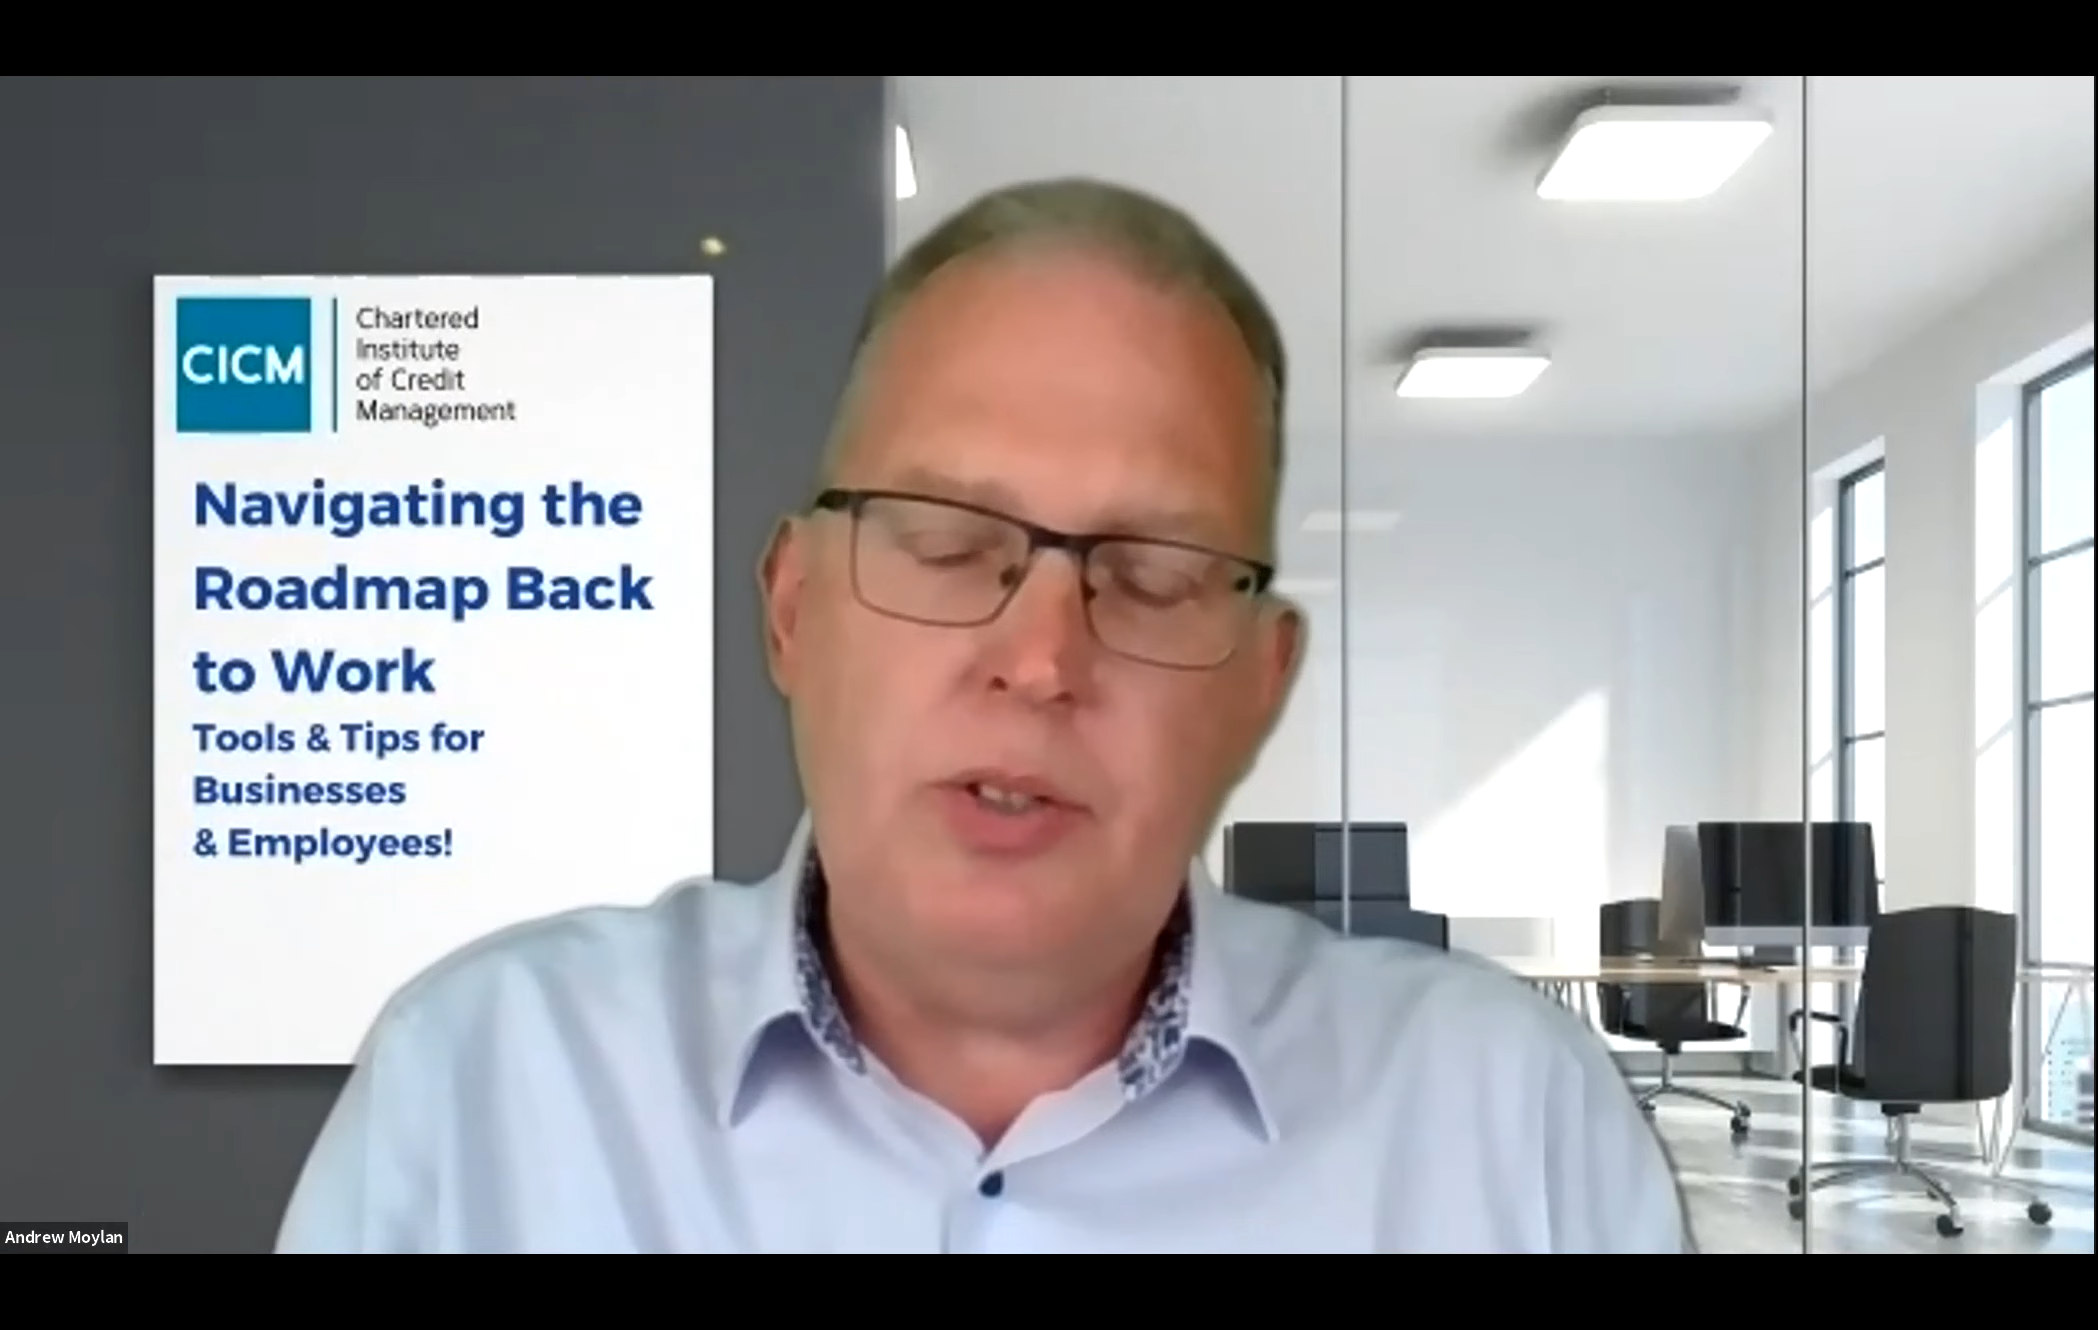 CICM
Chartered
Institute
of Credit
Management
Navigating the
Roadmap Back
to Work
Tools & Tips for
Businesses
& Employees!
Andrew Moylan